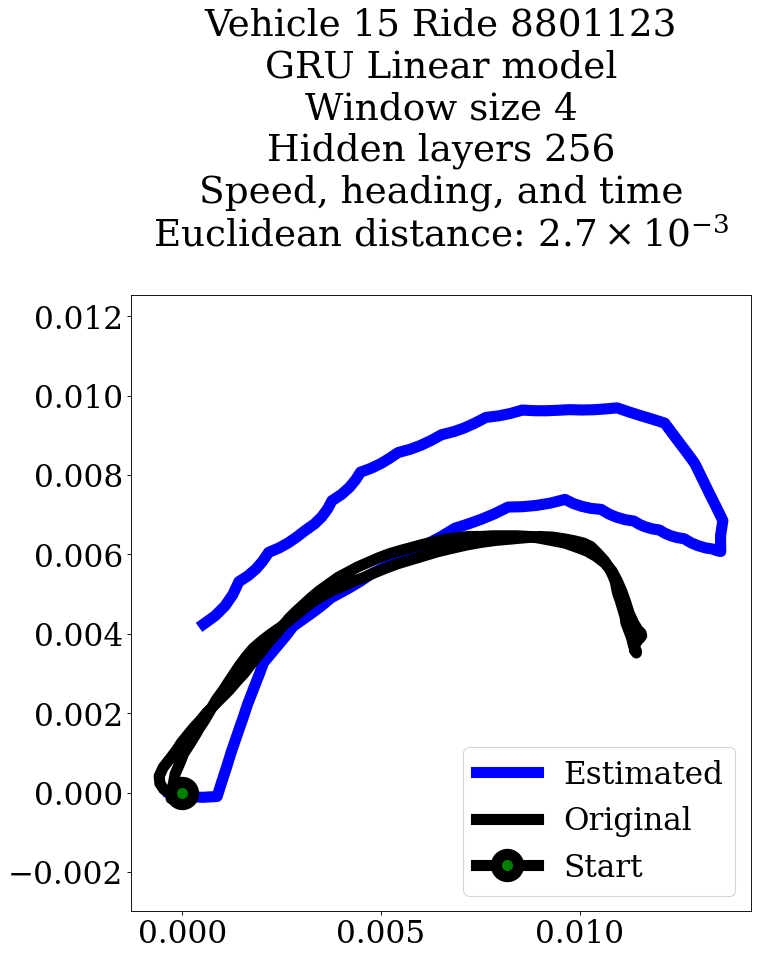 Vehicle 15 Ride 8801123
GRU Linear model
Window size 4
Hidden layers 256
Speed, heading, and time
Euclidean distance: 2.7 × 10⁻³
0.012
0.010
0.008
0.006
0.004
0.002
0.000
−0.002
0.000 0.005 0.010
Estimated
Original
Start